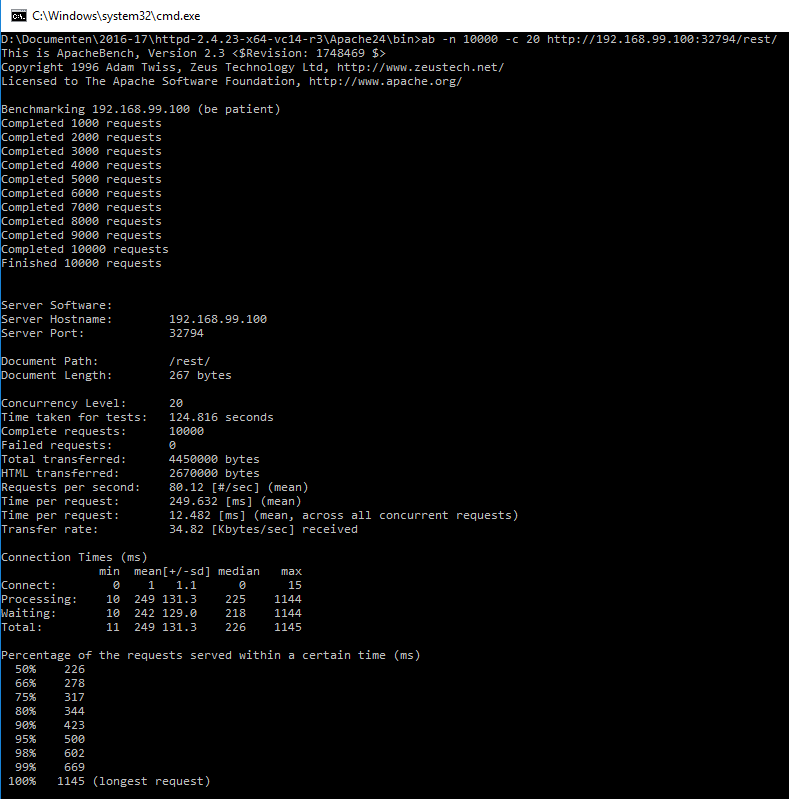 C:\Windows\system32\cmd.exe
D:\Documenten\2016-17\httpd-2.4.23-x64-vc14-r3\Apache24\bin>ab -n 10000 -c 20 http://192.168.99.100:32794/rest/
This is ApacheBench, Version 2.3 <$Revision: 1748469 $>
Copyright 1996 Adam Twiss, Zeus Technology Ltd, http://www.zeustech.net/
Licensed to The Apache Software Foundation, http://www.apache.org/

Benchmarking 192.168.99.100 (be patient)
Completed 1000 requests
Completed 2000 requests
Completed 3000 requests
Completed 4000 requests
Completed 5000 requests
Completed 6000 requests
Completed 7000 requests
Completed 8000 requests
Completed 9000 requests
Completed 10000 requests
Finished 10000 requests


Server Software:
Server Hostname:        192.168.99.100
Server Port:            32794

Document Path:          /rest/
Document Length:        267 bytes

Concurrency Level:      20
Time taken for tests:   124.816 seconds
Complete requests:      10000
Failed requests:        0
Total transferred:      4450000 bytes
HTML transferred:       2670000 bytes
Requests per second:    80.12 [#/sec] (mean)
Time per request:       249.632 [ms] (mean)
Time per request:       12.482 [ms] (mean, across all concurrent requests)
Transfer rate:          34.82 [Kbytes/sec] received

Connection Times (ms)
              min  mean[+/-sd] median   max
Connect:        0    1   1.1      0      15
Processing:    10  249 131.3    225    1144
Waiting:       10  242 129.0    218    1144
Total:         11  249 131.3    226    1145

Percentage of the requests served within a certain time (ms)
  50%    226
  66%    278
  75%    317
  80%    344
  90%    423
  95%    500
  98%    602
  99%    669
 100%   1145 (longest request)